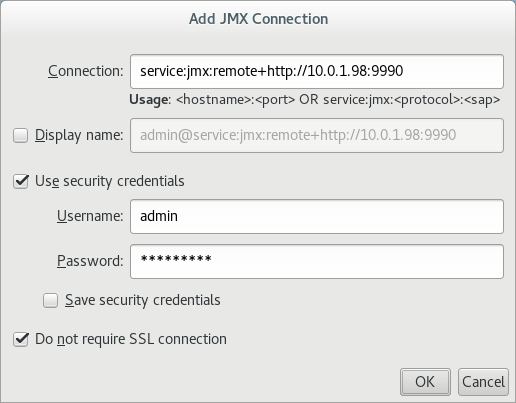 Add JMX Connection
Connection: service:jmx:remote+http://10.0.1.98:9990
Usage: <hostname>:<port> OR service:jmx:<protocol>:<sap>
Display name: admin@service:jmx:remote+http://10.0.1.98:9990
Use security credentials
Username: admin
Password: *********
Save security credentials
Do not require SSL connection
OK Cancel